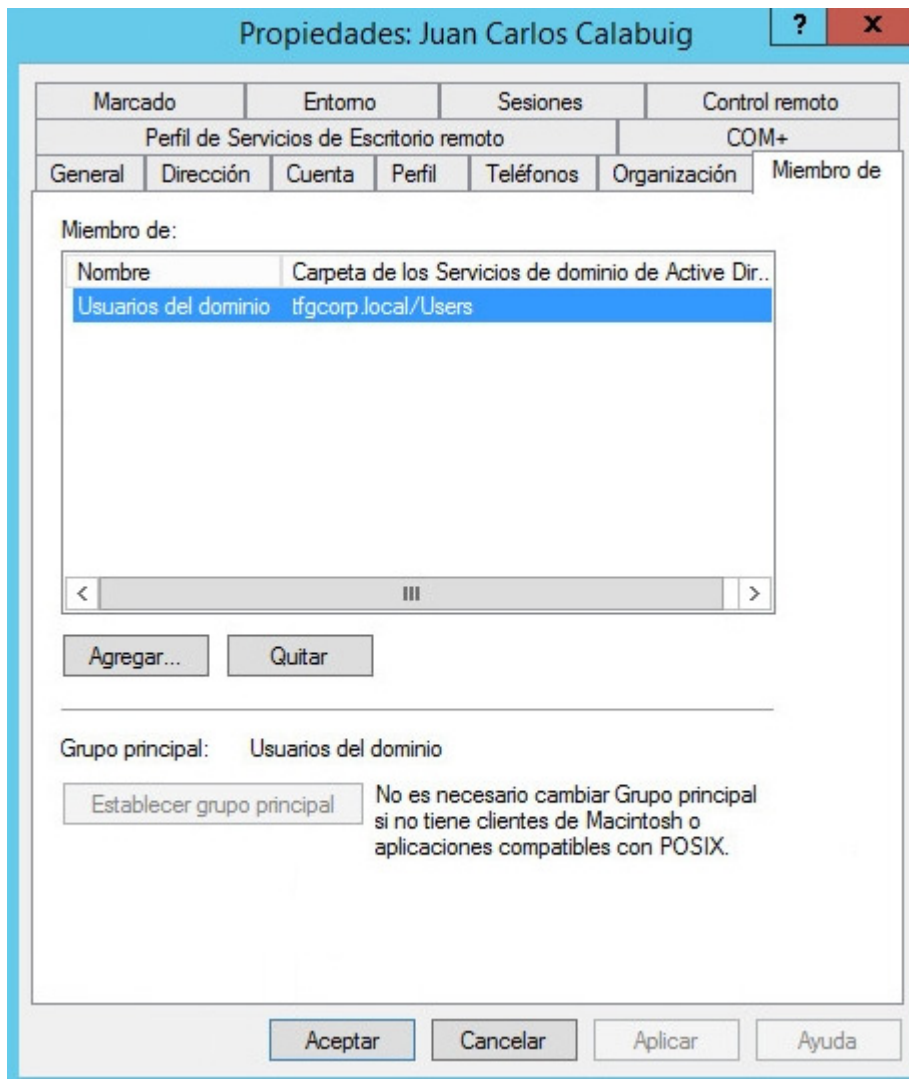 Propiedades: Juan Carlos Calabuig ? x
Marcado Entorno Sesiones Control remoto
Perfil de Servicios de Escritorio remoto COM+
General Dirección Cuenta Perfil Teléfonos Organización Miembro de
Miembro de:
Nombre Carpeta de los Servicios de dominio de Active Dir..
Usuarios del dominio tfgcorp.local/Users
Agregar... Quitar
Grupo principal: Usuarios del dominio
Establecer grupo principal No es necesario cambiar Grupo principal
si no tiene clientes de Macintosh o
aplicaciones compatibles con POSIX.
Aceptar Cancelar Aplicar Ayuda